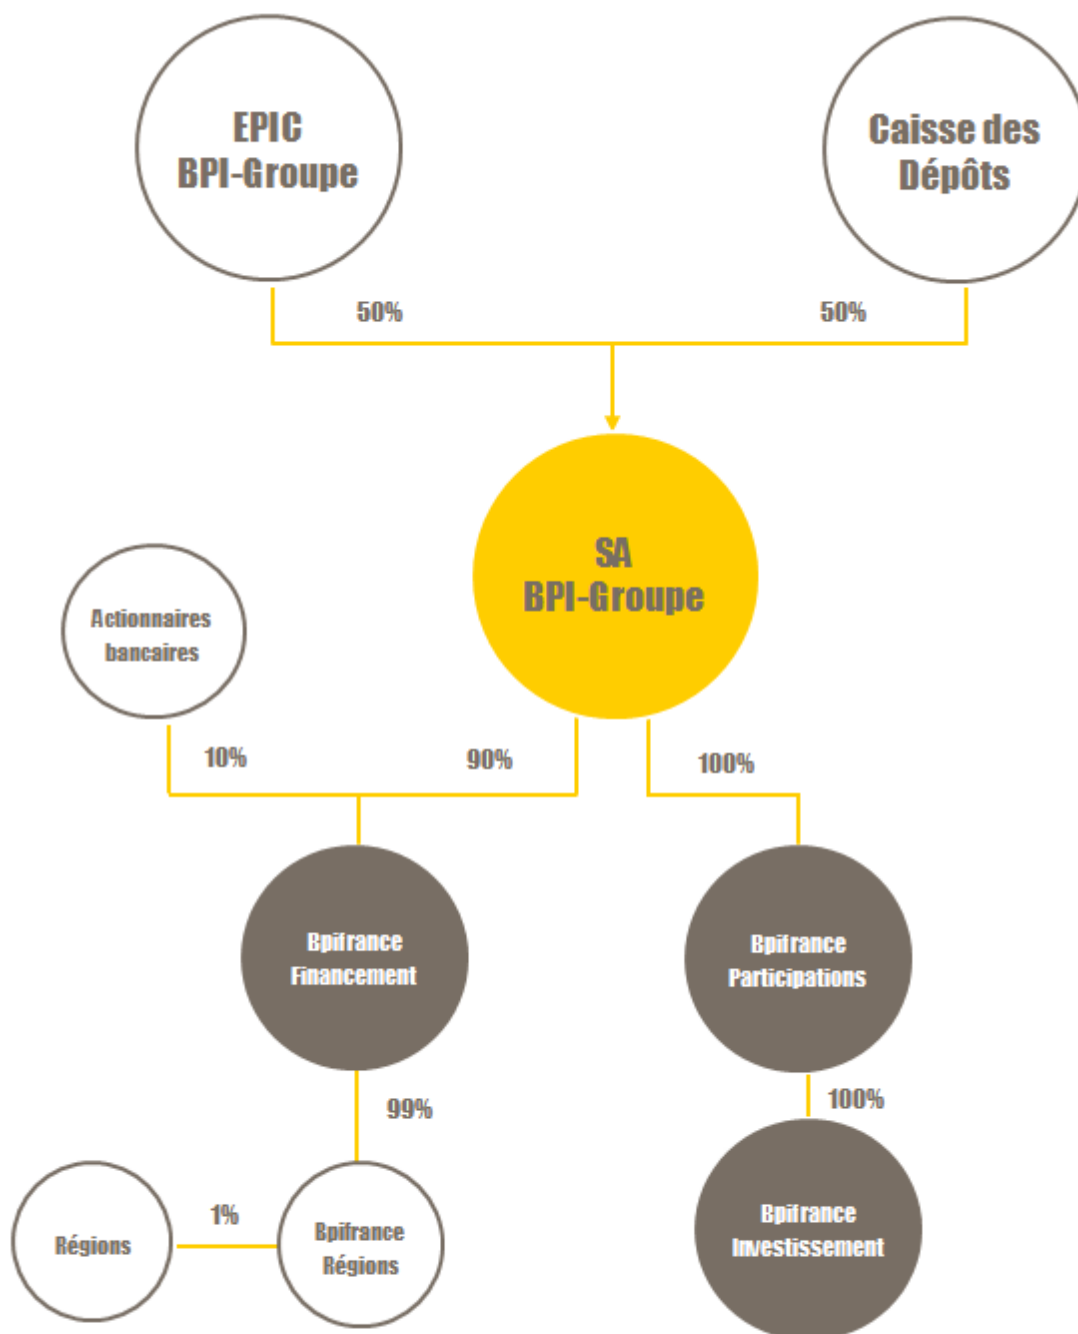 EPIC
BPI-Groupe
Caisse des
Dépôts
50%
50%
SA
BPI-Groupe
Actionnaires
bancaires
10%
90%
100%
Bpifrance
Financement
Bpifrance
Participations
99%
100%
Régions
1%
Bpifrance
Régions
Bpifrance
Investissement